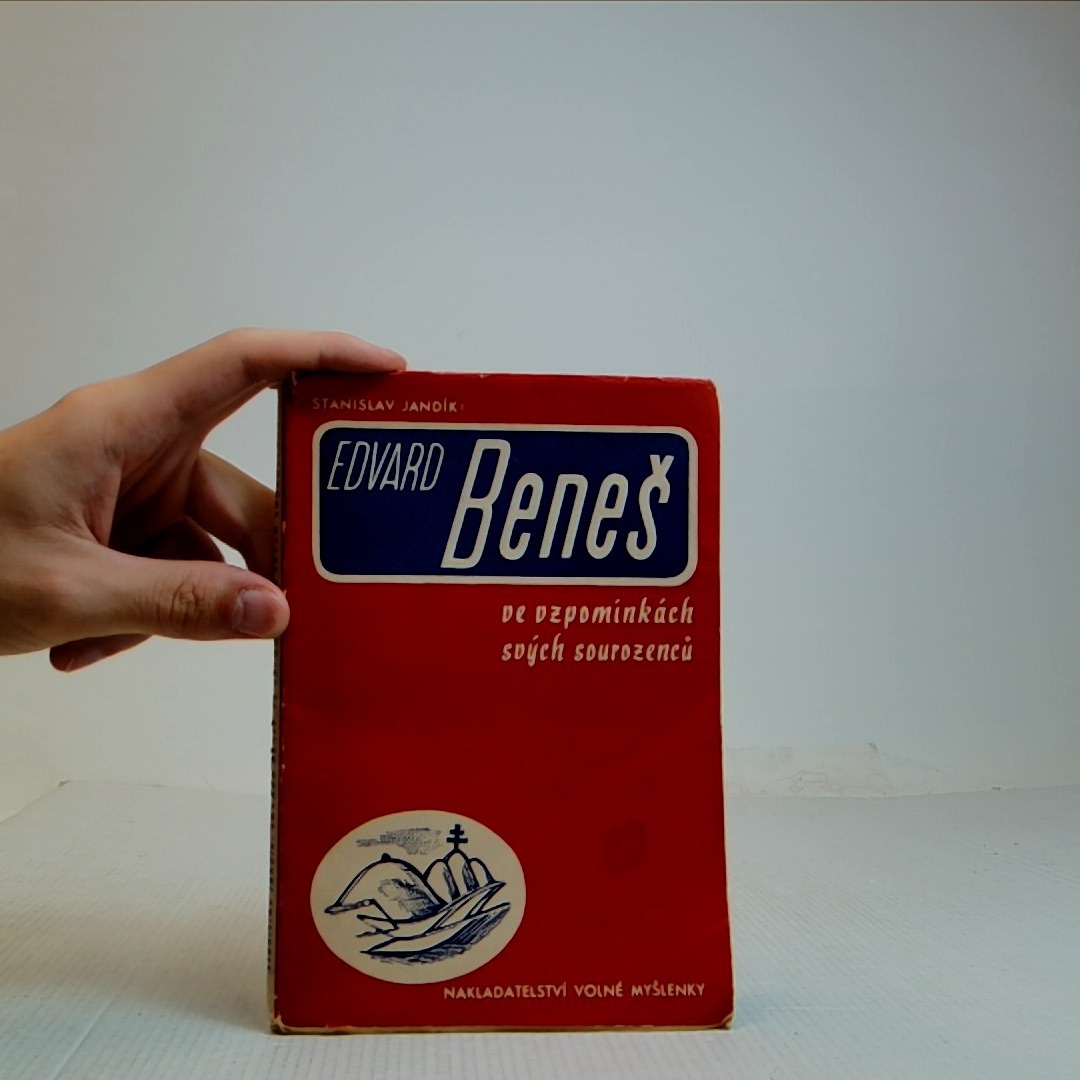 STANISLAV JANDÍK:
EDVARD Beneš
ve vzpomínkách
svých sourozenců
NAKLADATELSTVÍ VOLNÉ MYŠLENKY